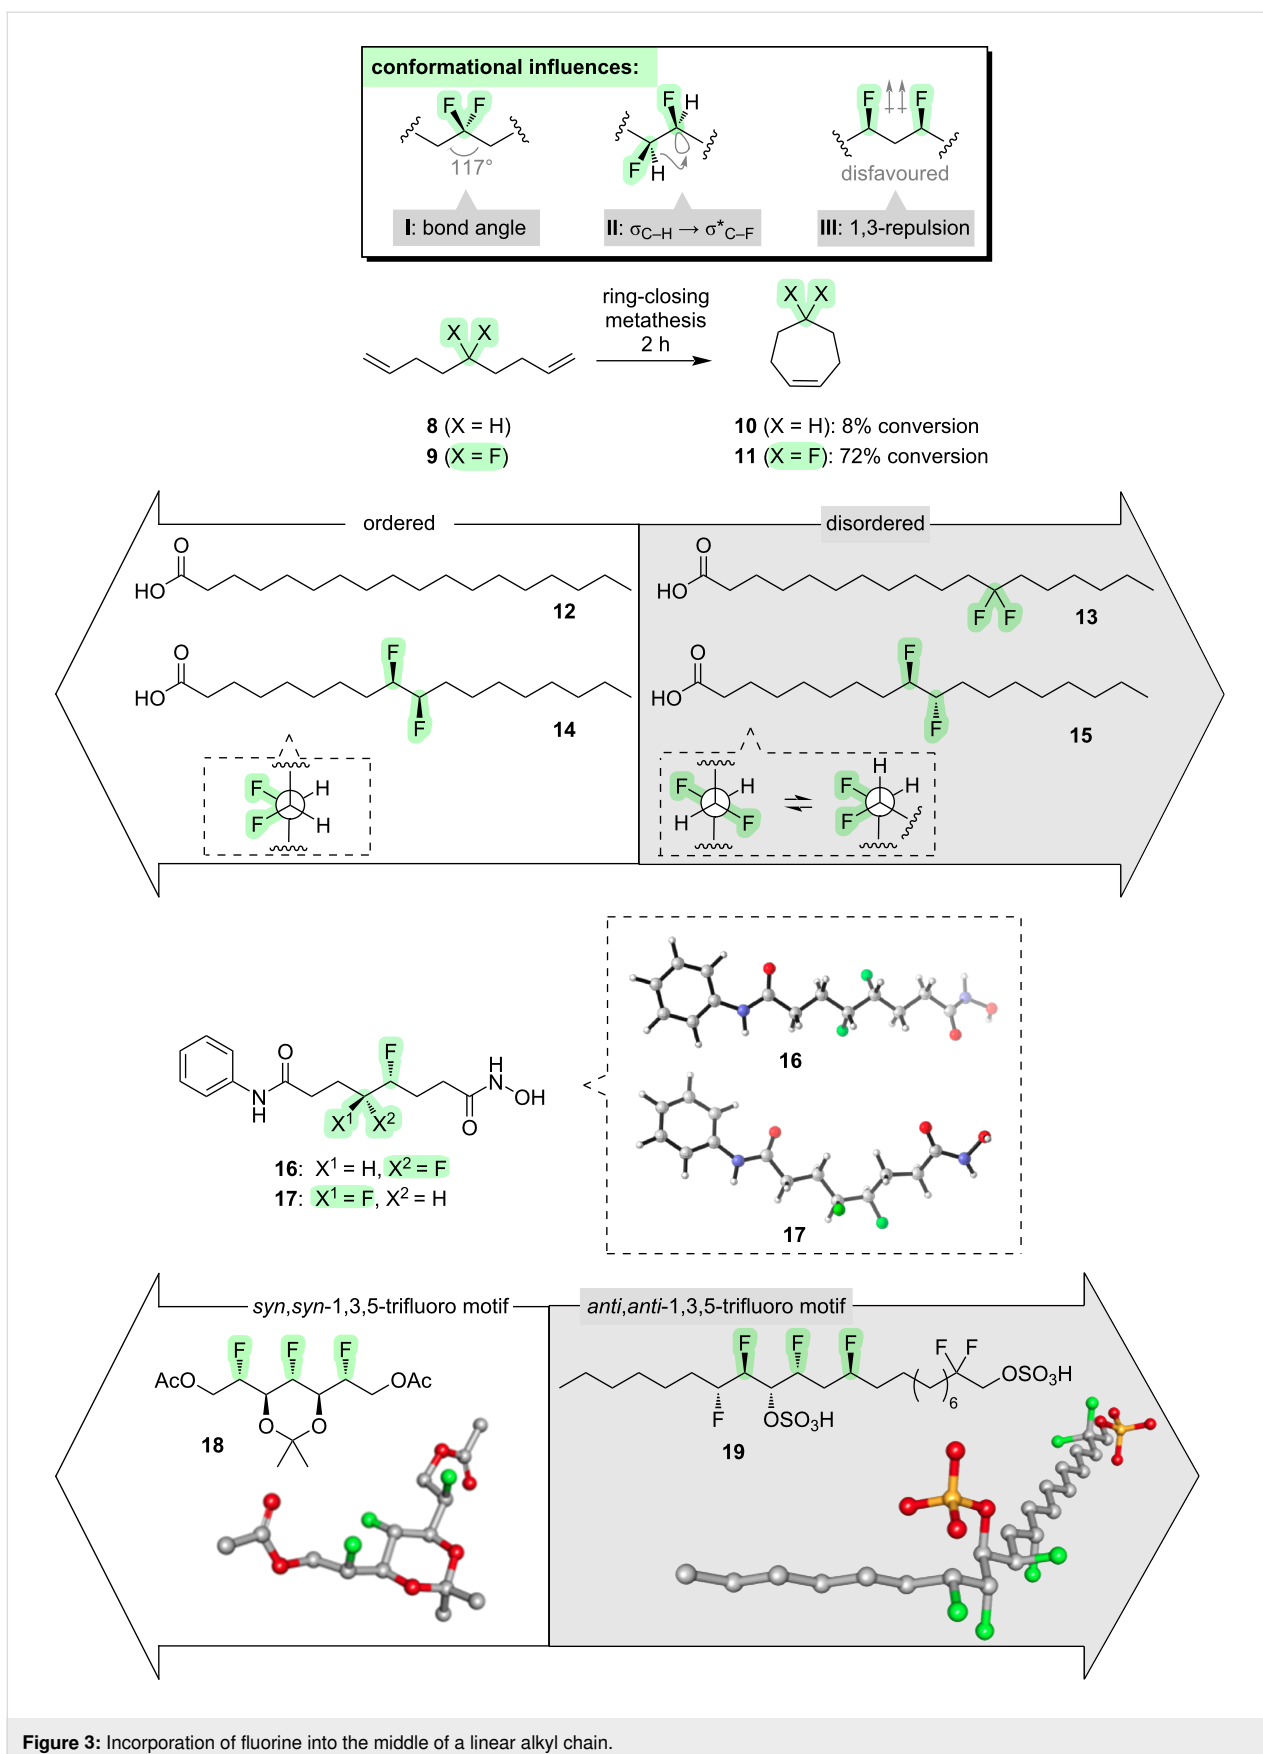 conformational influences:
F F
F H
F F
117°
F H
disfavoured
I: bond angle
II: σC–H → σ*C–F
III: 1,3-repulsion
X X
ring-closing
metathesis
2 h
X X
8 (X = H)
9 (X = F)
10 (X = H): 8% conversion
11 (X = F): 72% conversion
ordered
disordered
O
HO
12
O
HO
F F
13
O
HO
F
F
14
O
HO
F
F
15
F H
F H
F H
H F
H
F H
F
16
O
N
H
F
X1 X2
H
N
OH
O
16: X1 = H, X2 = F
17: X1 = F, X2 = H
17
syn,syn-1,3,5-trifluoro motif
anti,anti-1,3,5-trifluoro motif
F F F
AcO
OAc
O O
18
F F F
F F
OSO3H
6
F
OSO3H
19
Figure 3: Incorporation of fluorine into the middle of a linear alkyl chain.